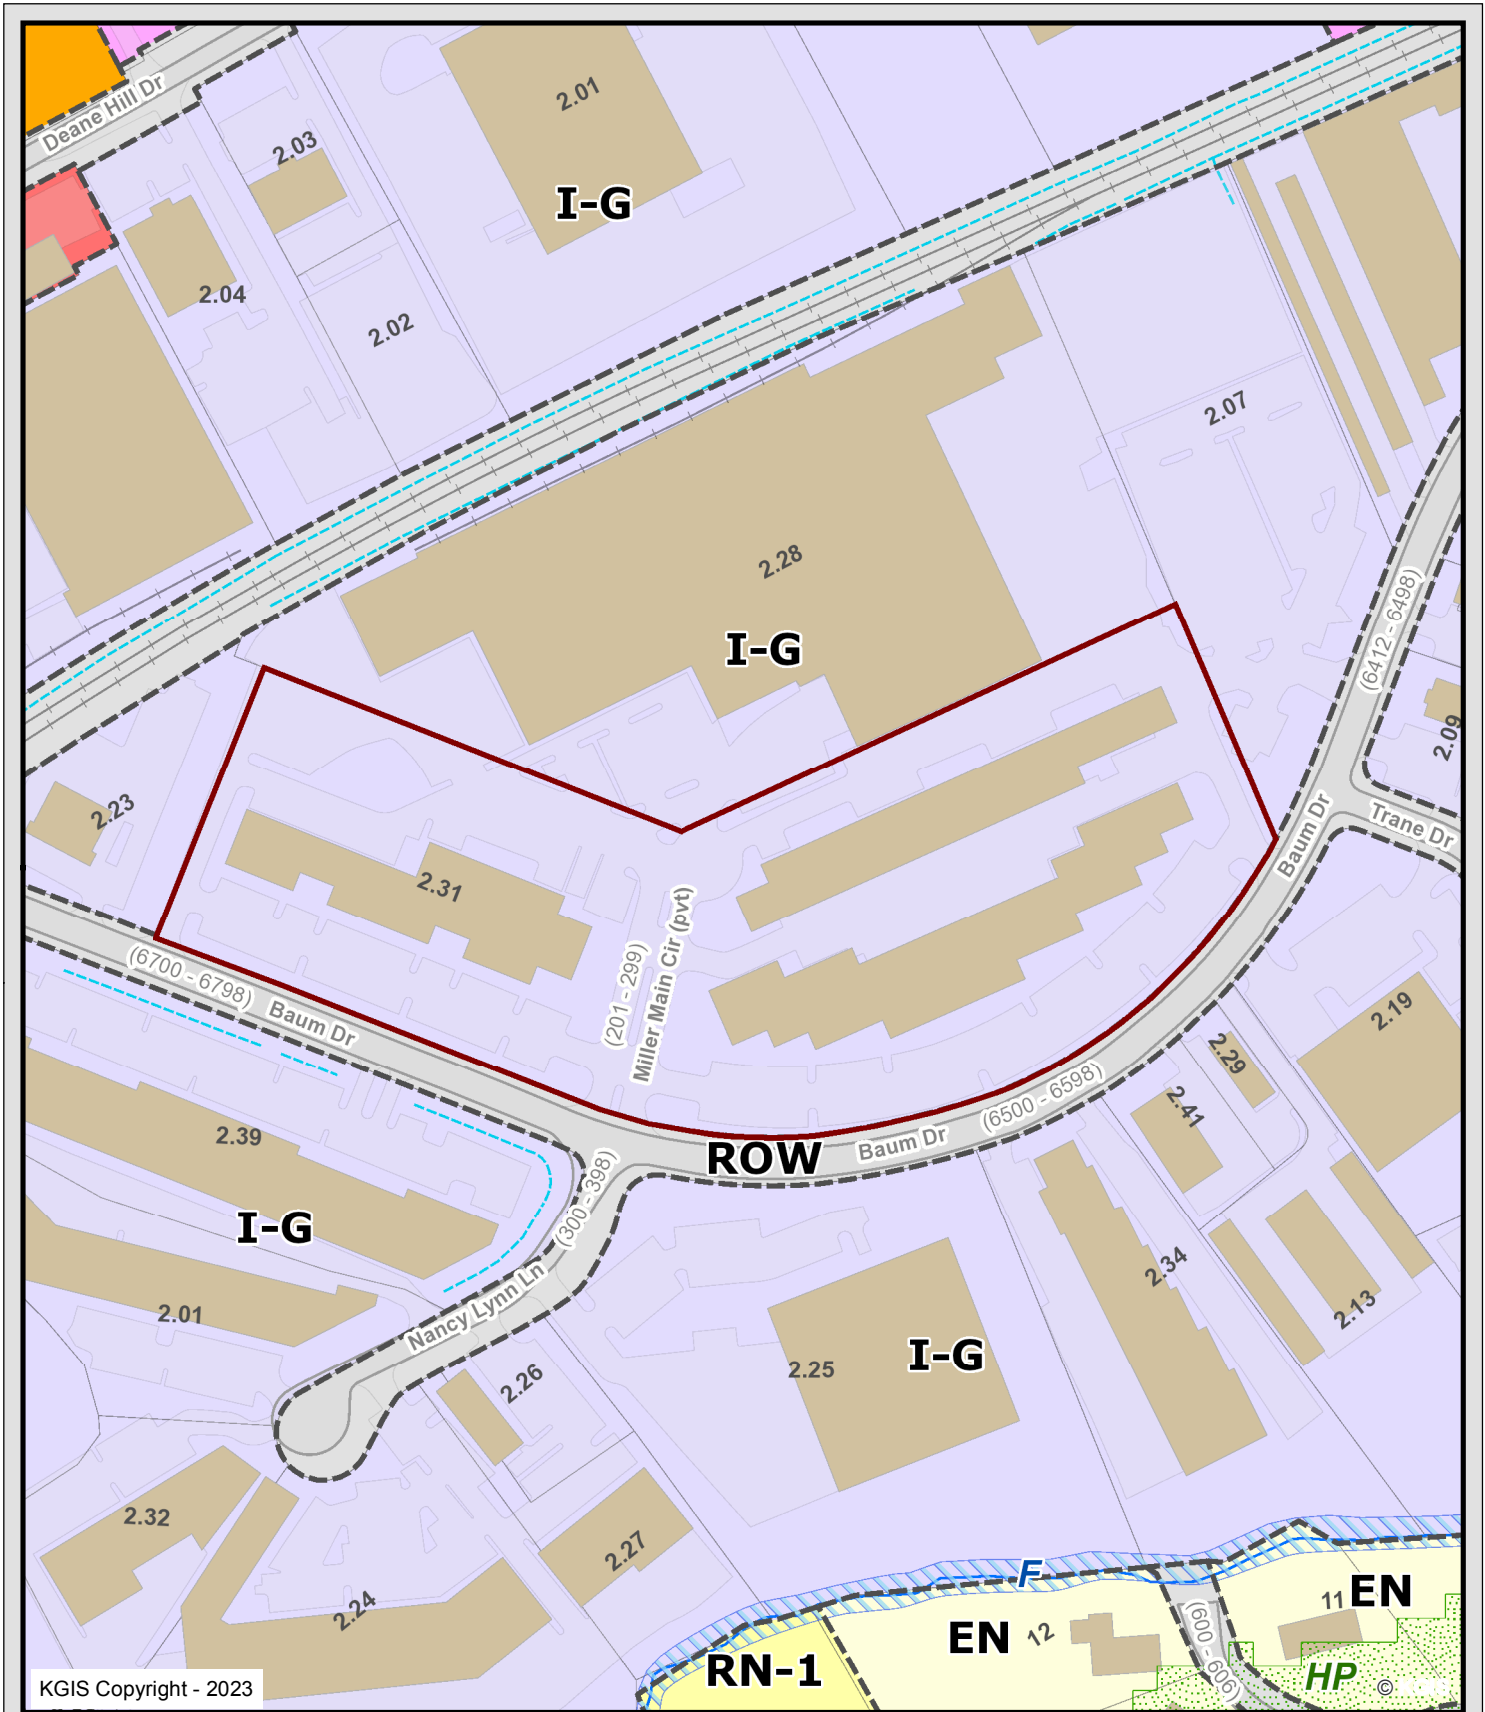 Deane Hill Dr
2.01
2.03
I-G
2.04
2.02
2.07
2.28
(6412 - 6498)
I-G
2.09
2.23
Baum Dr
Trane Dr
2.31
(201 - 299)
Miller Main Cir (pvt)
(6700 - 6798)
Baum Dr
2.19
2.29
(6500 - 6598)
2.41
2.39
Baum Dr
ROW
(300 - 398)
I-G
2.34
2.01
Nancy Lynn Ln
2.13
I-G
2.25
2.26
2.32
2.27
F
2.24
11
EN
12
EN
(600 - 606)
RN-1
HP
KGIS Copyright - 2023
©